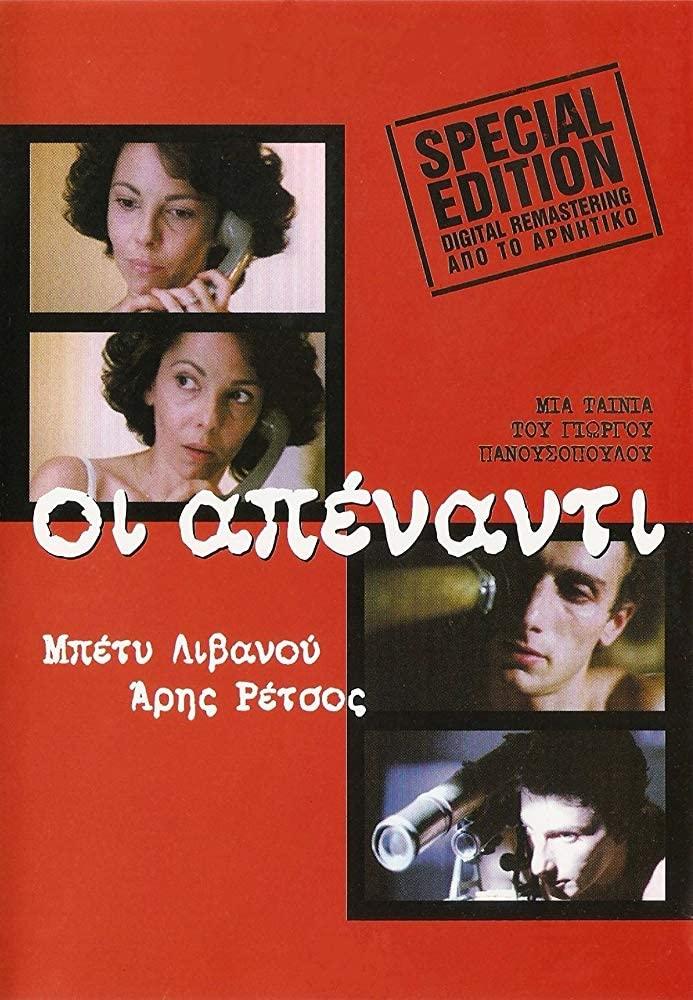 SPECIAL
EDITION
DIGITAL REMASTERING
ΑΠΟ ΤΟ ΑΡΝΗΤΙΚΟ
ΜΙΑ ΤΑΙΝΙΑ
ΤΟΥ ΓΙΩΡΓΟΥ
ΠΑΝΟΥΣΟΠΟΥΛΟΥ
οι απέναντι
Μπέτυ Λιβανού
Άρης Ρέτσος